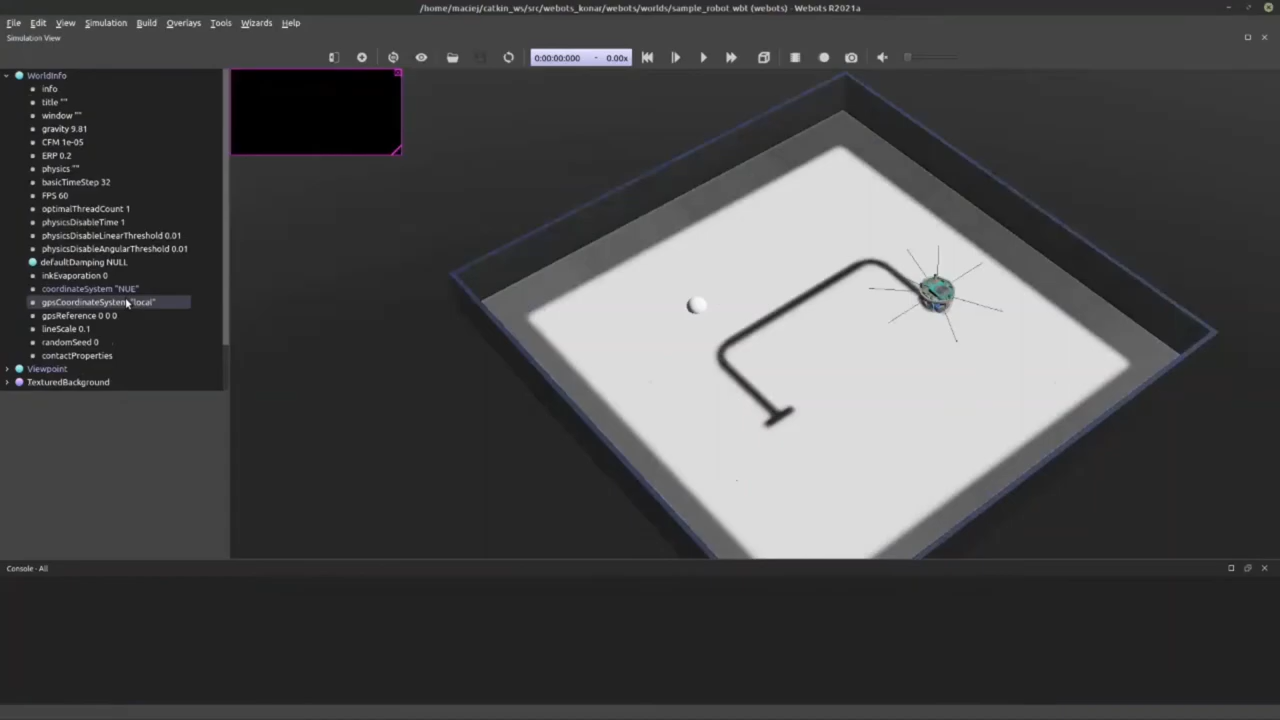 /home/maciej/catkin_ws/src/webots_konar/webots/worlds/sample_robot.wbt (webots) - Webots R2021a
File Edit View Simulation Build Overlays Tools Wizards Help
Simulation View
0:00:00:000 - 0.00x
WorldInfo
info
title ""
window ""
gravity 9.81
CFM 1e-05
ERP 0.2
physics ""
basicTimeStep 32
FPS 60
optimalThreadCount 1
physicsDisableTime 1
physicsDisableLinearThreshold 0.01
physicsDisableAngularThreshold 0.01
defaultDamping NULL
inkEvaporation 0
coordinateSystem "NUE"
gpsCoordinateSystem "local"
gpsReference 0 0 0
lineScale 0.1
randomSeed 0
contactProperties
Viewpoint
TexturedBackground
Console - All